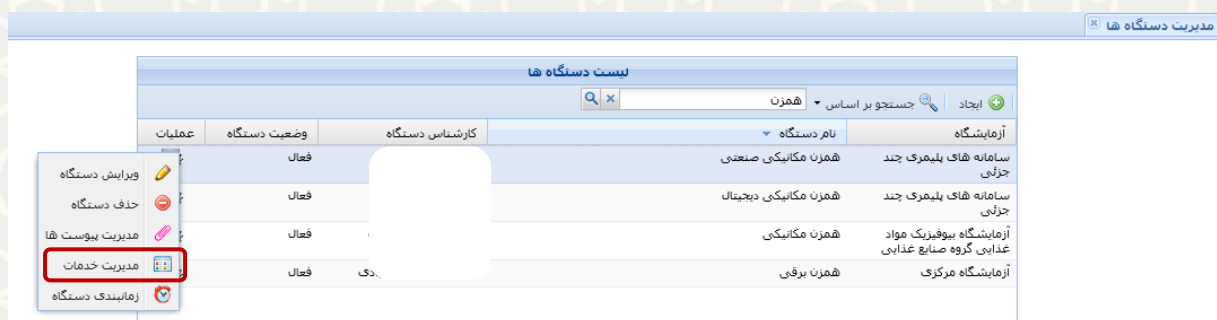 مدیریت دستگاه ها
لیست دستگاه ها
ایجاد جستجو بر اساس همزن
آزمایشگاه نام دستگاه کارشناس دستگاه وضعیت دستگاه عملیات
سامانه های پلیمری چند جزئی همزن مکانیکی صنعتی فعال
سامانه های پلیمری چند جزئی همزن مکانیکی دیجیتال فعال
آزمایشگاه بیوفیزیک مواد غذایی گروه صنایع غذایی همزن مکانیکی فعال
آزمایشگاه مرکزی همزن برقی فعال
ویرایش دستگاه
حذف دستگاه
مدیریت پیوست ها
مدیریت خدمات
زمانبندی دستگاه